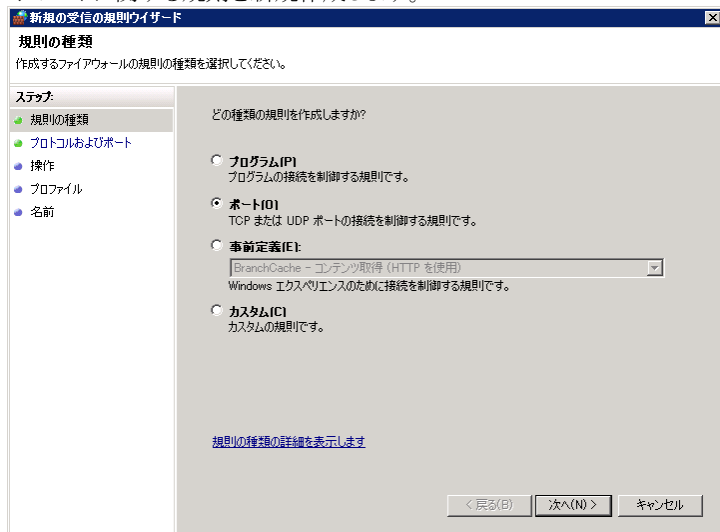 新規の受信の規則ウィザード
規則の種類
作成するファイアウォールの規則の種類を選択してください。
ステップ:
規則の種類
プロトコルおよびポート
操作
プロファイル
名前
どの種類の規則を作成しますか?
プログラム(P)
プログラムの接続を制御する規則です。
ポート(O)
TCP または UDP ポートの接続を制御する規則です。
事前定義(E):
BranchCache - コンテンツ取得 (HTTP を使用)
Windows エクスペリエンスのために接続を制御する規則です。
カスタム(C)
カスタムの規則です。
規則の種類の詳細を表示します
< 戻る(B)
次へ(N) >
キャンセル